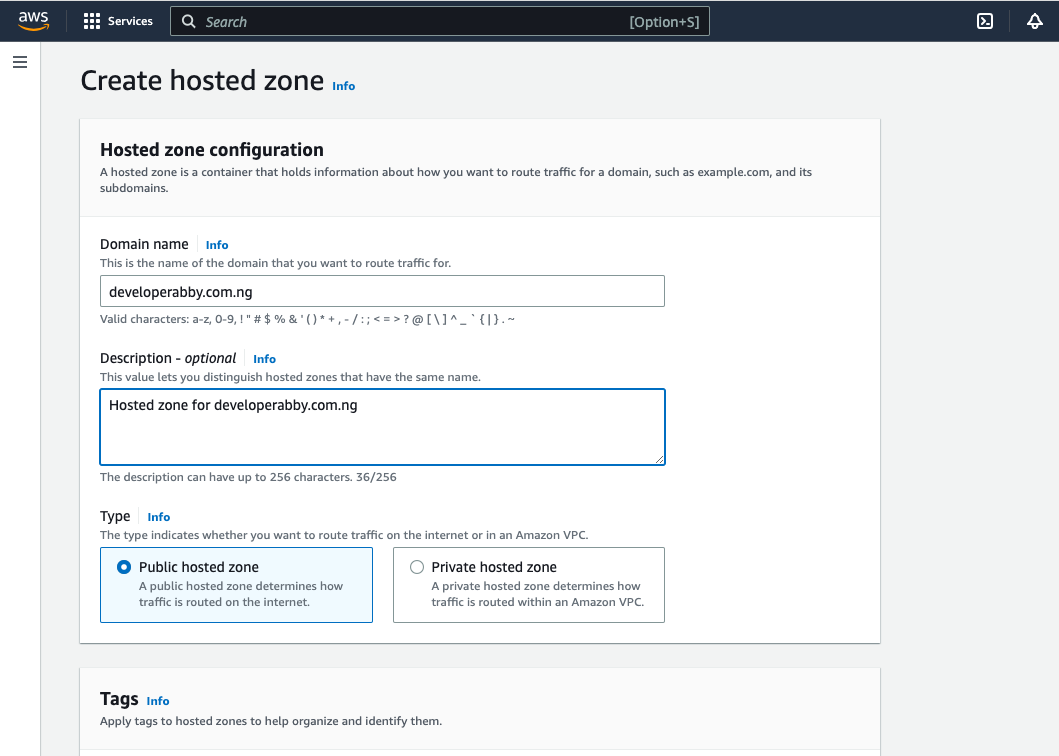 aws Services Search [Option+S]
Create hosted zone Info
Hosted zone configuration
A hosted zone is a container that holds information about how you want to route traffic for a domain, such as example.com, and its
subdomains.
Domain name Info
This is the name of the domain that you want to route traffic for.
developerabby.com.ng
Valid characters: a-z, 0-9, ! " # $ % & ' ( ) * + , - / : ; < = > ? @ [ \ ] ^ _ ` { | } . ~
Description - optional Info
This value lets you distinguish hosted zones that have the same name.
Hosted zone for developerabby.com.ng
The description can have up to 256 characters. 36/256
Type Info
The type indicates whether you want to route traffic on the internet or in an Amazon VPC.
Public hosted zone
A public hosted zone determines how
traffic is routed on the internet.
Private hosted zone
A private hosted zone determines how
traffic is routed within an Amazon VPC.
Tags Info
Apply tags to hosted zones to help organize and identify them.